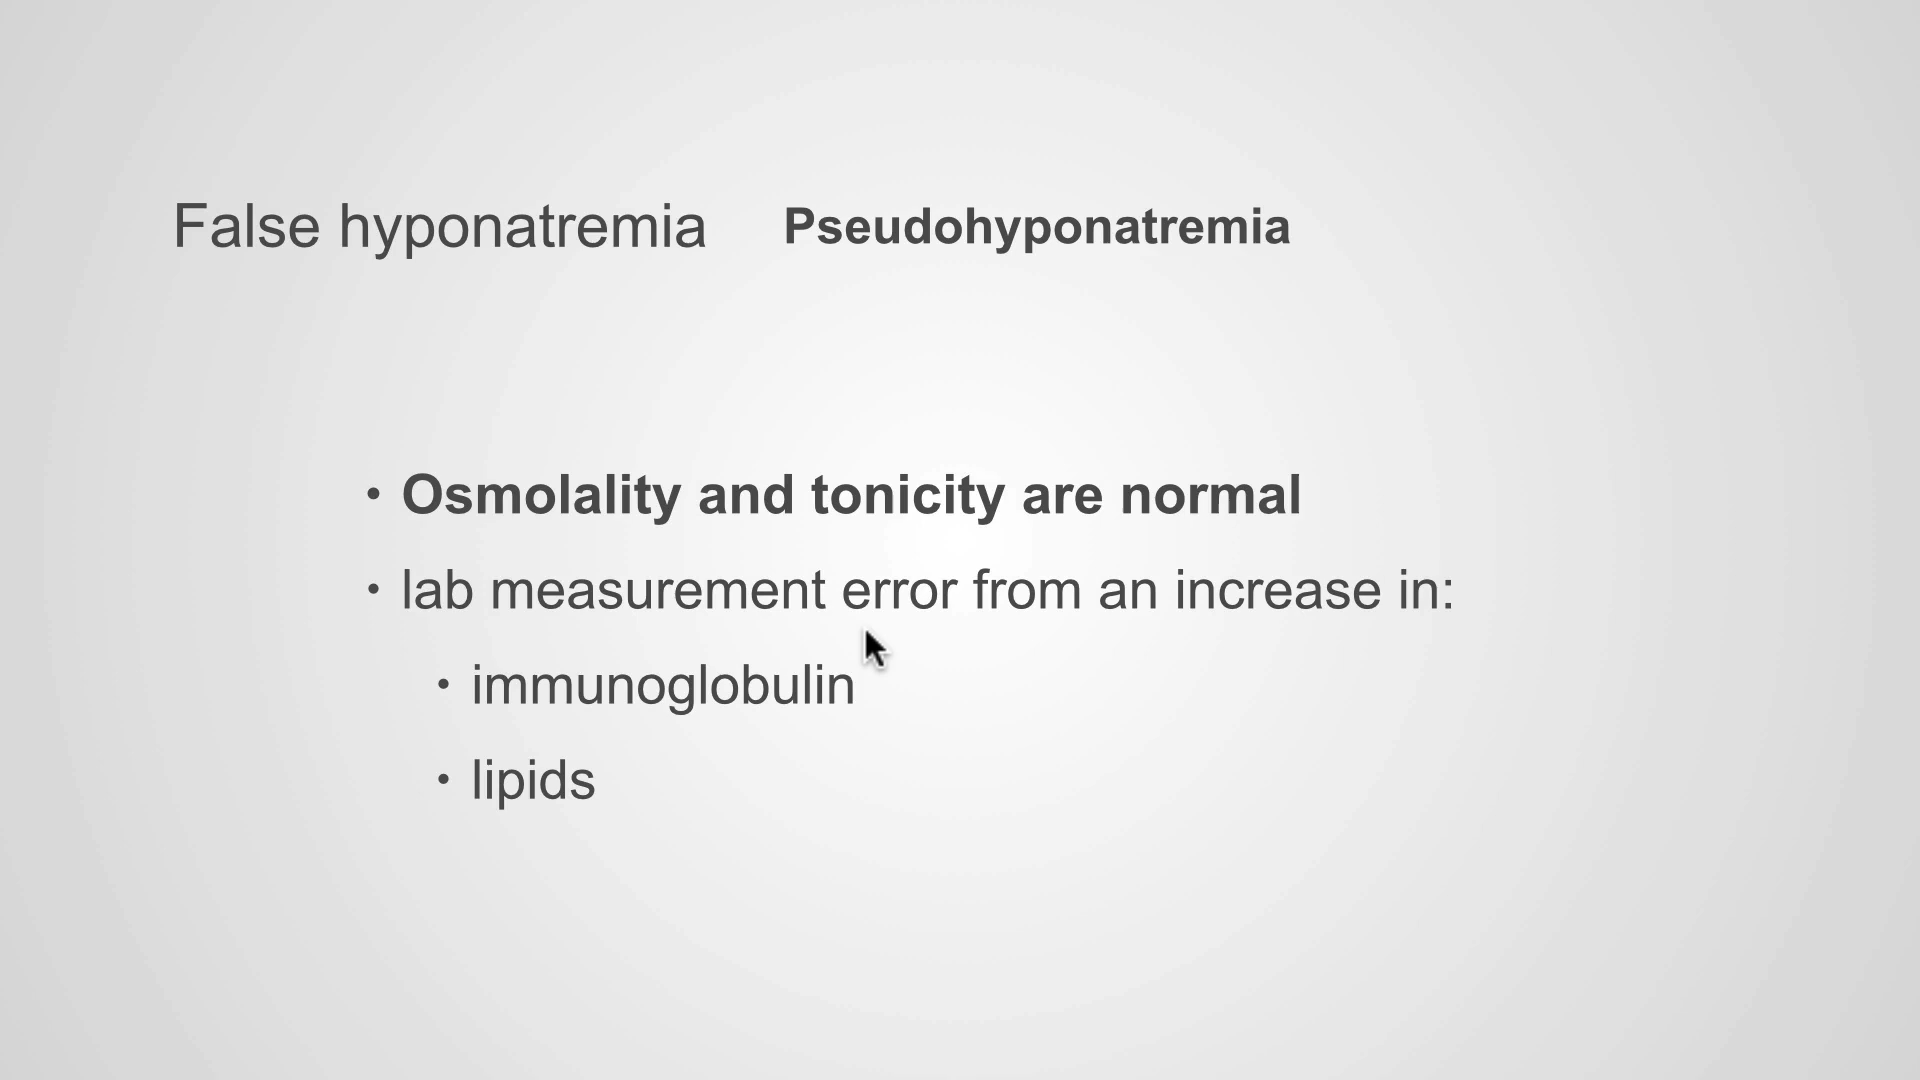 False hyponatremia Pseudohyponatremia
• Osmolality and tonicity are normal
• lab measurement error from an increase in:
• immunoglobulin
• lipids